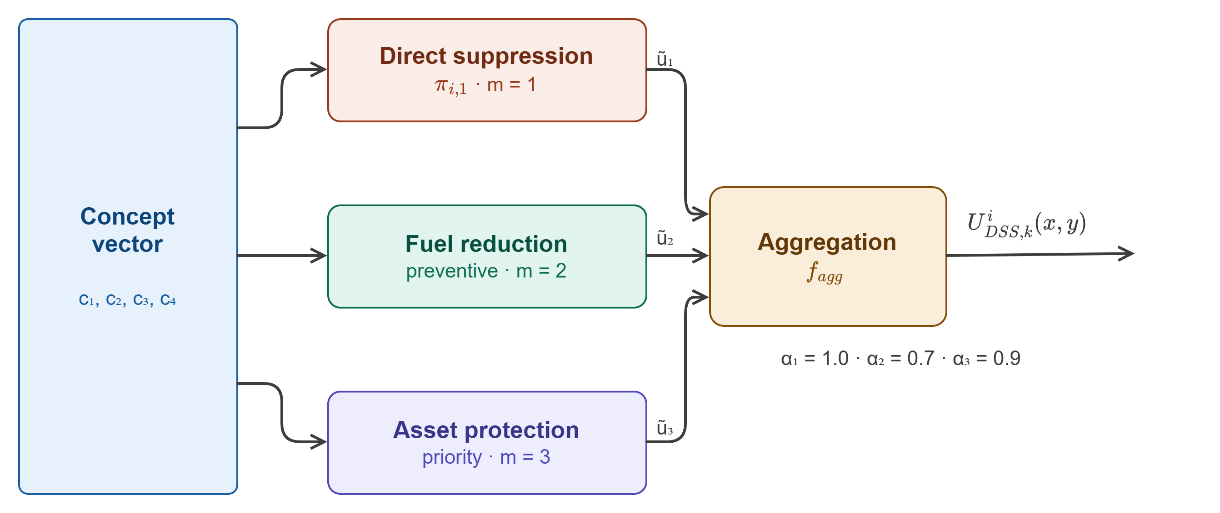 Concept
vector
c₁, c₂, c₃, c₄
Direct suppression
π_{i,1} · m = 1
Fuel reduction
preventive · m = 2
Asset protection
priority · m = 3
ũ₁
ũ₂
ũ₃
Aggregation
f_{agg}
α₁ = 1.0 · α₂ = 0.7 · α₃ = 0.9
U^{i}_{DSS,k}(x, y)